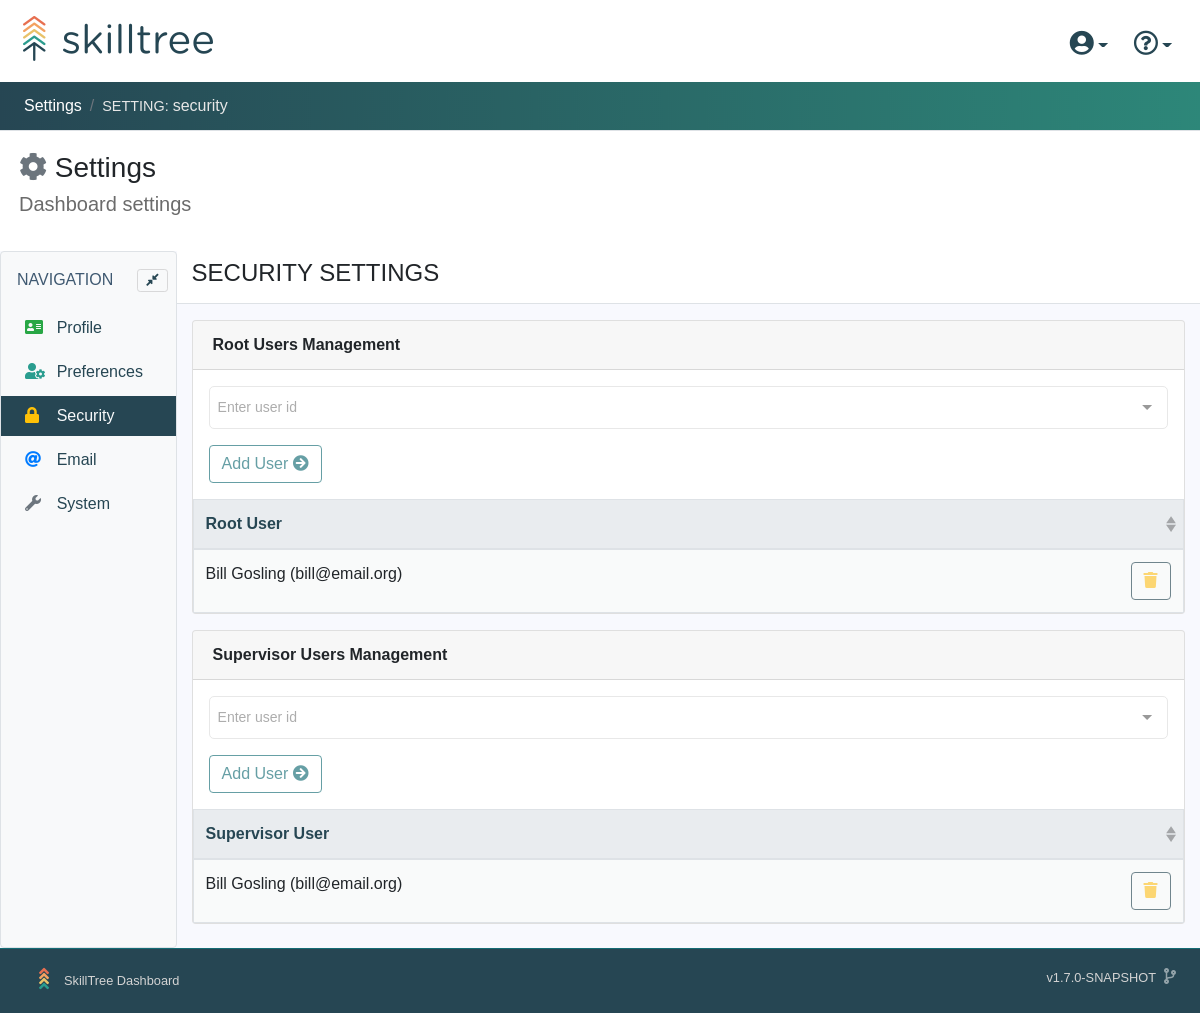 skilltree
Settings / SETTING: security
Settings
Dashboard settings
NAVIGATION
Profile
Preferences
Security
Email
System
SECURITY SETTINGS
Root Users Management
Enter user id
Add User
Root User
Bill Gosling (bill@email.org)
Supervisor Users Management
Enter user id
Add User
Supervisor User
Bill Gosling (bill@email.org)
SkillTree Dashboard
v1.7.0-SNAPSHOT